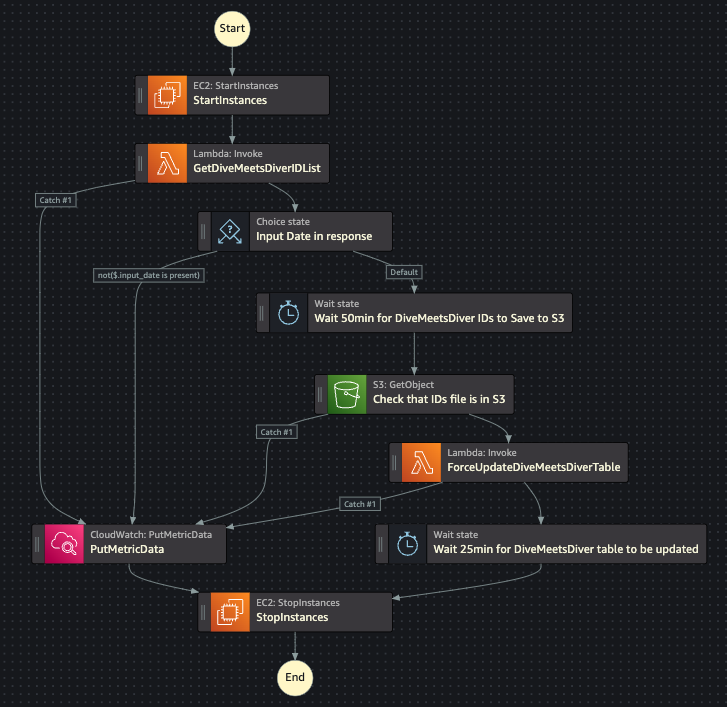 Start
EC2: StartInstances
StartInstances
Lambda: Invoke
GetDiveMeetsDiverIDList
Catch #1
Choice state
Input Date in response
not($.input_date is present)
Default
Wait state
Wait 50min for DiveMeetsDiver IDs to Save to S3
S3: GetObject
Check that IDs file is in S3
Catch #1
Lambda: Invoke
ForceUpdateDiveMeetsDiverTable
Catch #1
CloudWatch: PutMetricData
PutMetricData
Wait state
Wait 25min for DiveMeetsDiver table to be updated
EC2: StopInstances
StopInstances
End